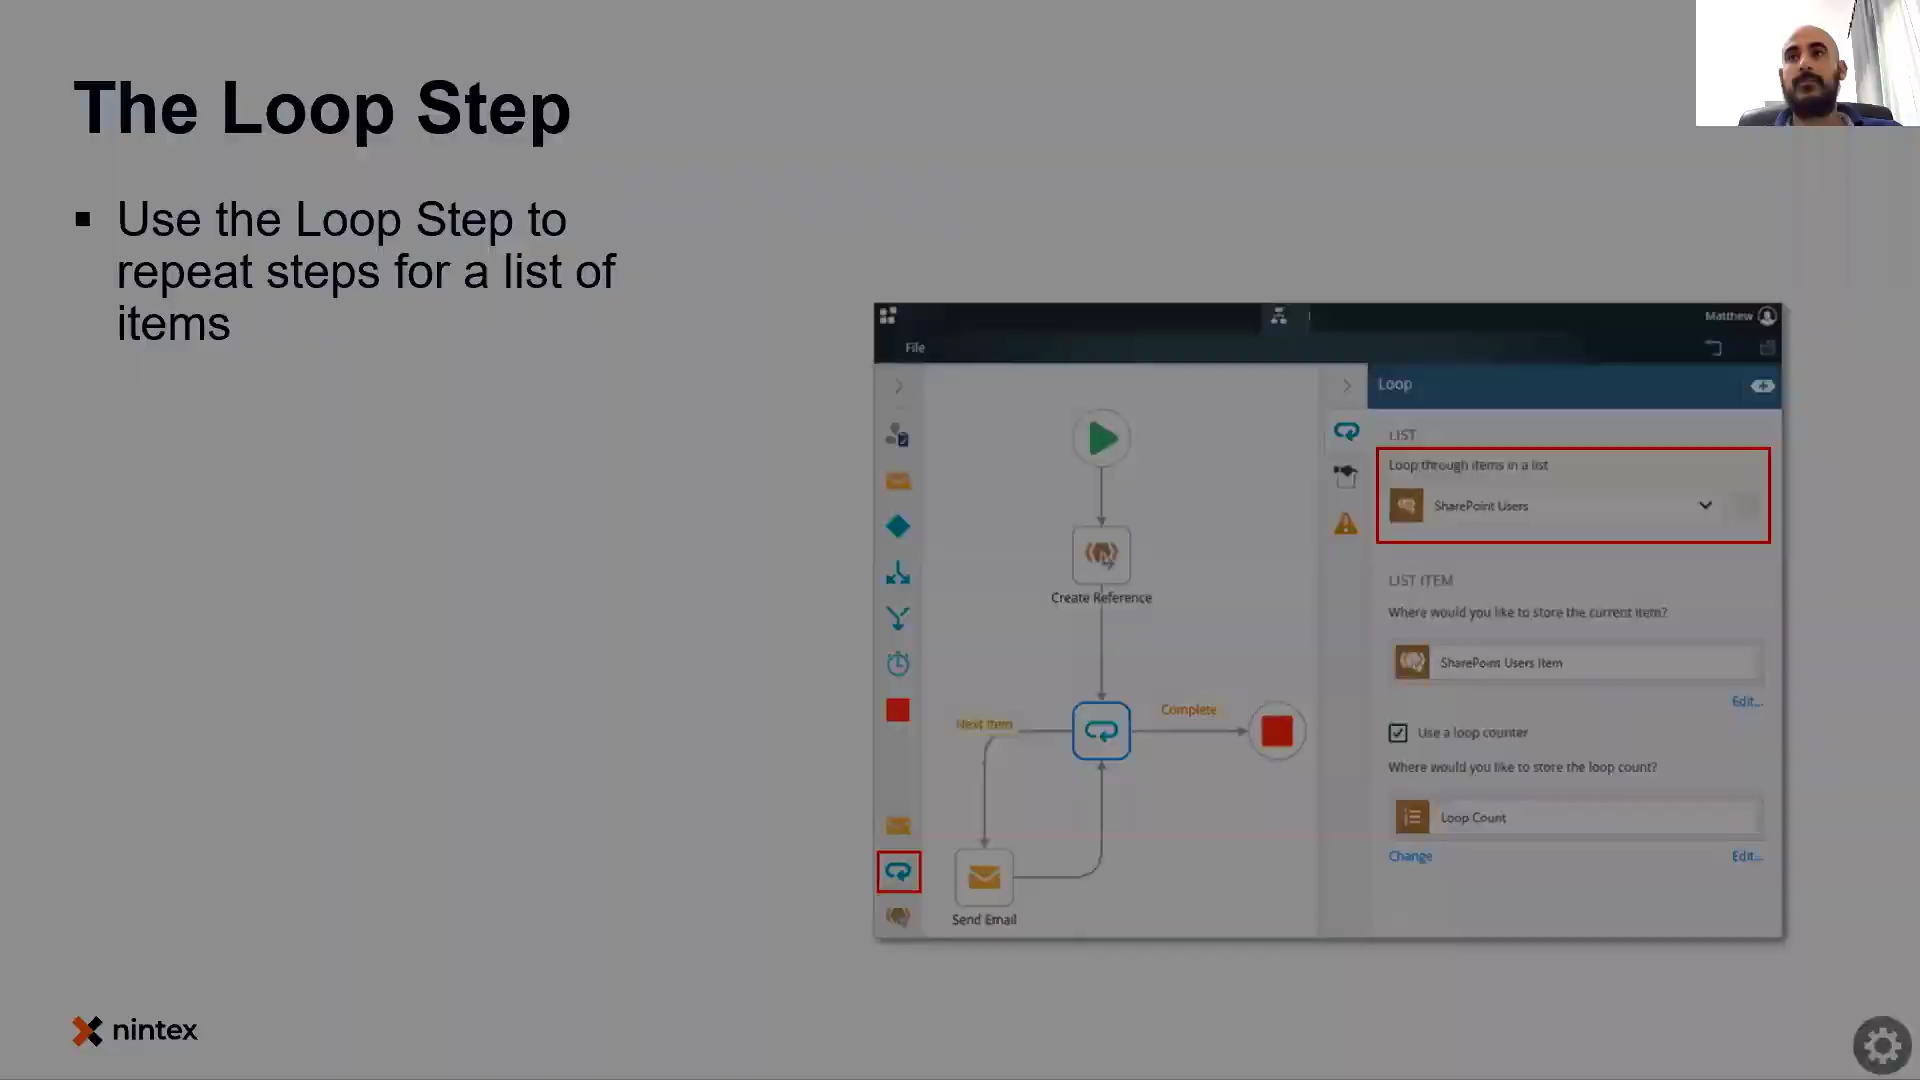 The Loop Step
▪ Use the Loop Step to
repeat steps for a list of
items
Matthew
File
Create Reference
Next Item
Complete
Send Email
Loop
LIST
Loop through items in a list
SharePoint Users
LIST ITEM
Where would you like to store the current item?
SharePoint Users Item
Edit...
Use a loop counter
Where would you like to store the loop count?
Loop Count
Change
Edit...
nintex